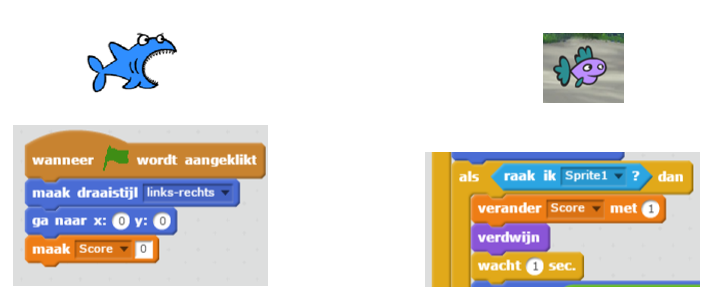 wanneer wordt aangeklikt
maak draaistijl links-rechts
ga naar x: 0 y: 0
maak Score 0
als raak ik Sprite1 ? dan
verander Score met 1
verdwijn
wacht 1 sec.